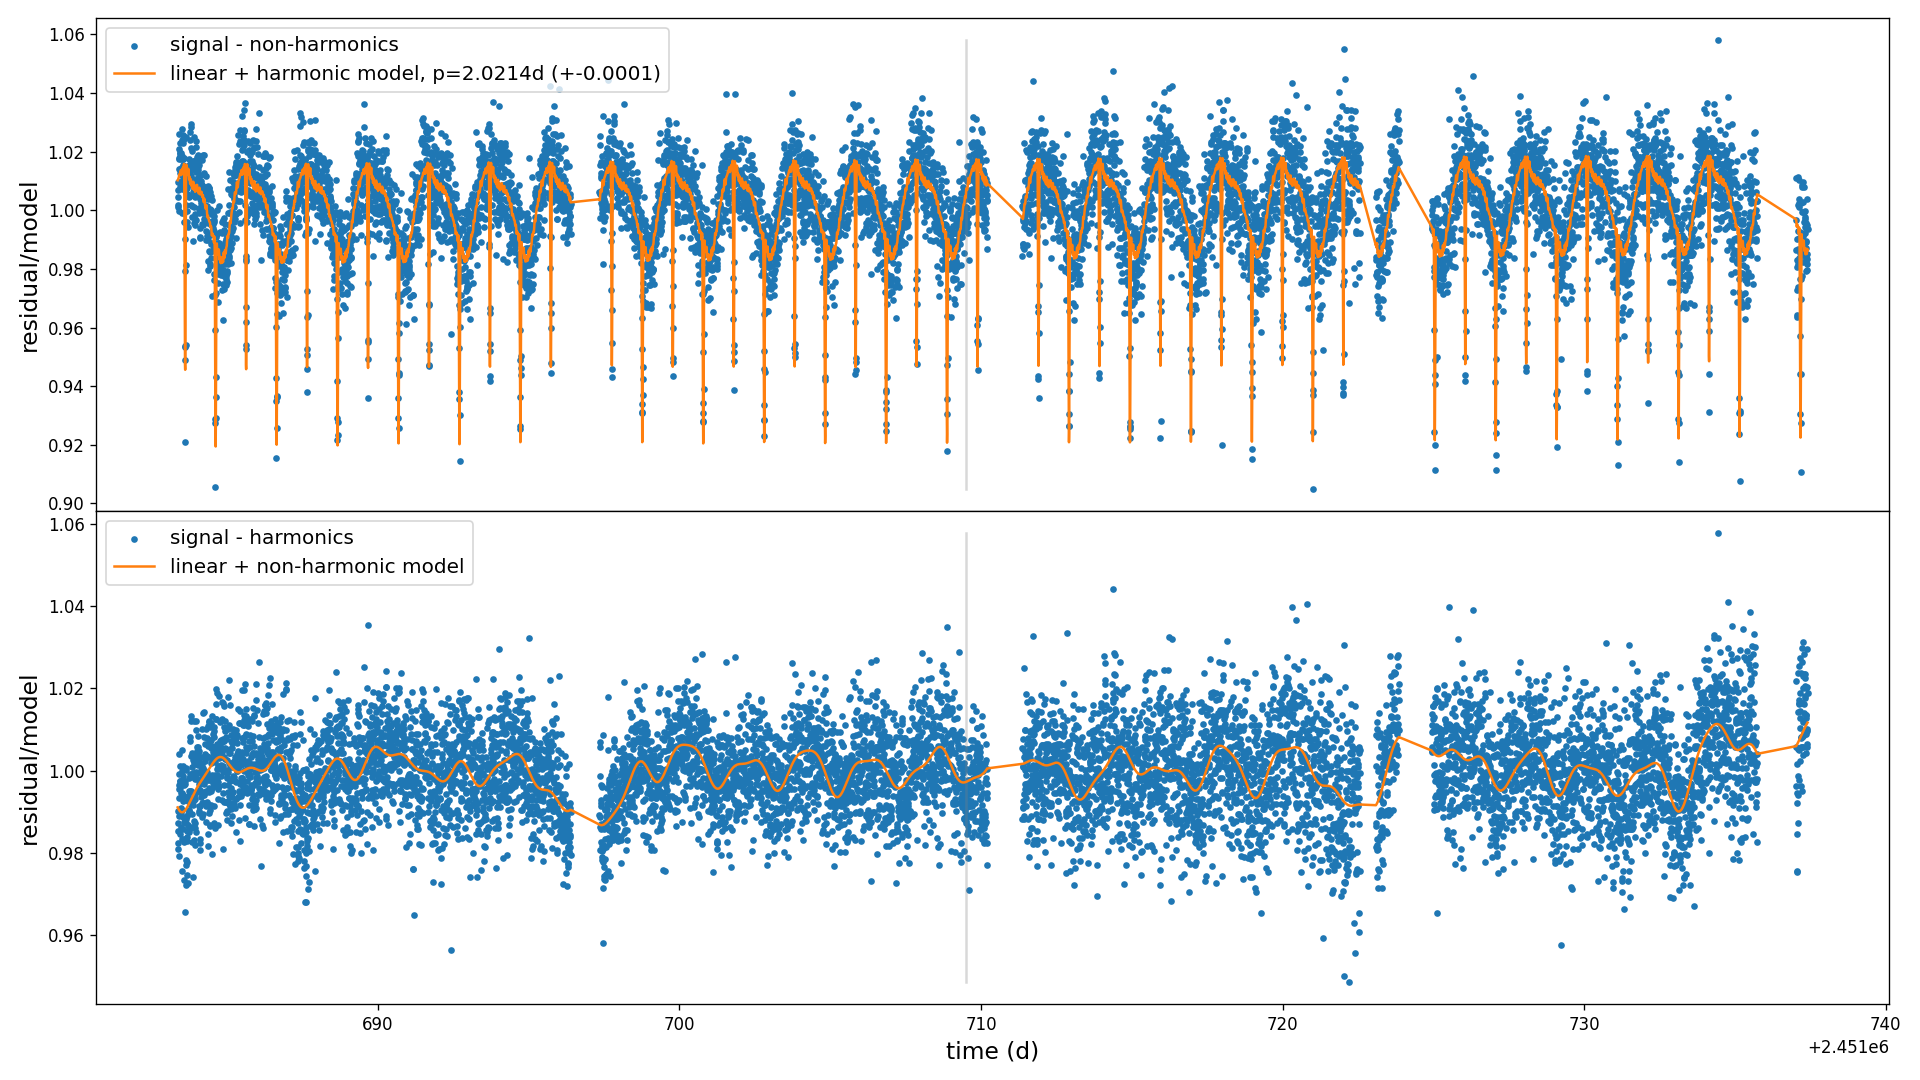 1.06
signal - non-harmonics
linear + harmonic model, p=2.0214d (+-0.0001)
1.04
1.02
1.00
0.98
0.96
0.94
0.92
0.90
residual/model
1.06
signal - harmonics
linear + non-harmonic model
1.04
1.02
1.00
0.98
0.96
residual/model
690
700
710
720
730
740
time (d)
+2.451e6